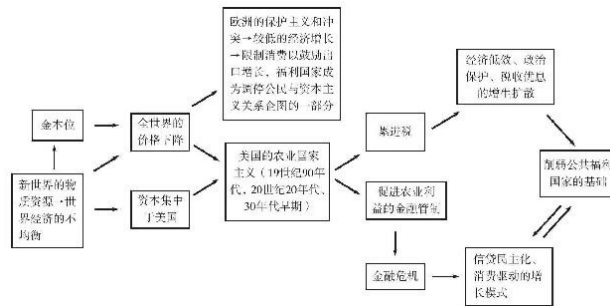 欧洲的保护主义和冲
突→较低的经济增长
→限制消费以鼓励出
口增长，福利国家成
为调停公民与资本主
义关系企图的一部分
经济低效、政治
保护、税收优惠的
增生扩散
金本位
全世界的
价格下降
美国的农业国家
主义（19世纪90年
代、20世纪20年代、
30年代早期）
累进税
削弱公共福利
国家的基础
新世界的物
质资源→世
界经济的不
均衡
资本集中
于美国
促进农业利
益的金融管制
金融危机
信贷民主化、
消费驱动的增
长模式